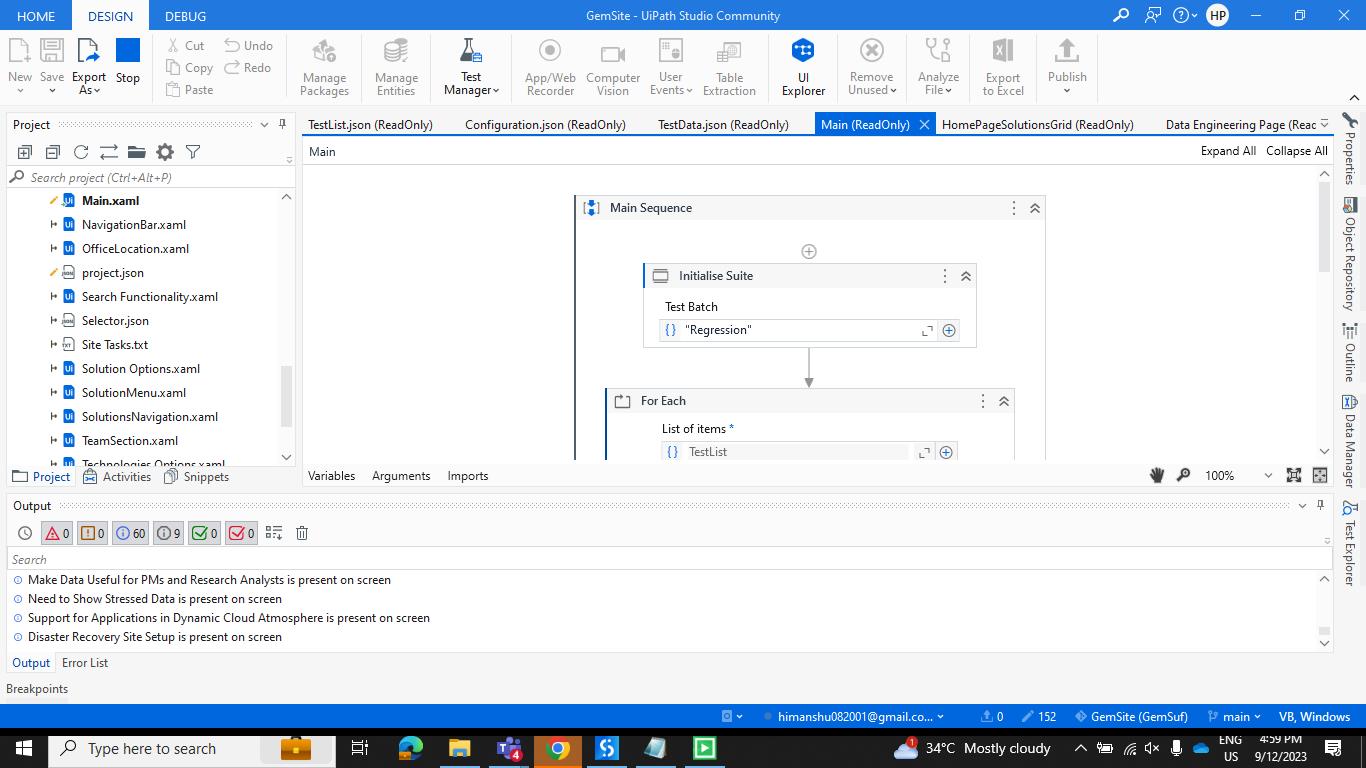 HOME DESIGN DEBUG GemSite - UiPath Studio Community HP
New Save Export As Stop Cut Copy Paste Undo Redo Manage Packages Manage Entities Test Manager App/Web Recorder Computer Vision User Events Table Extraction UI Explorer Remove Unused Analyze File Export to Excel Publish
Project
TestList.json (ReadOnly) Configuration.json (ReadOnly) TestData.json (ReadOnly) Main (ReadOnly) HomePageSolutionsGrid (ReadOnly) Data Engineering Page (Reac
Main Expand All Collapse All
Search project (Ctrl+Alt+P)
Main.xaml
NavigationBar.xaml
OfficeLocation.xaml
project.json
Search Functionality.xaml
Selector.json
Site Tasks.txt
Solution Options.xaml
SolutionMenu.xaml
SolutionsNavigation.xaml
TeamSection.xaml
Technologies Options.xaml
Project Activities Snippets
Main Sequence
Initialise Suite
Test Batch
"Regression"
For Each
List of items *
TestList
Variables Arguments Imports 100%
Properties
Object Repository
Outline
Data Manager
Test Explorer
Output
0 0 60 9 0 0
Search
Make Data Useful for PMs and Research Analysts is present on screen
Need to Show Stressed Data is present on screen
Support for Applications in Dynamic Cloud Atmosphere is present on screen
Disaster Recovery Site Setup is present on screen
Output Error List
Breakpoints
himanshu082001@gmail.co... 0 152 GemSite (GemSuf) main VB, Windows
Type here to search 4 1 34°C Mostly cloudy ENG US 4:59 PM 9/12/2023